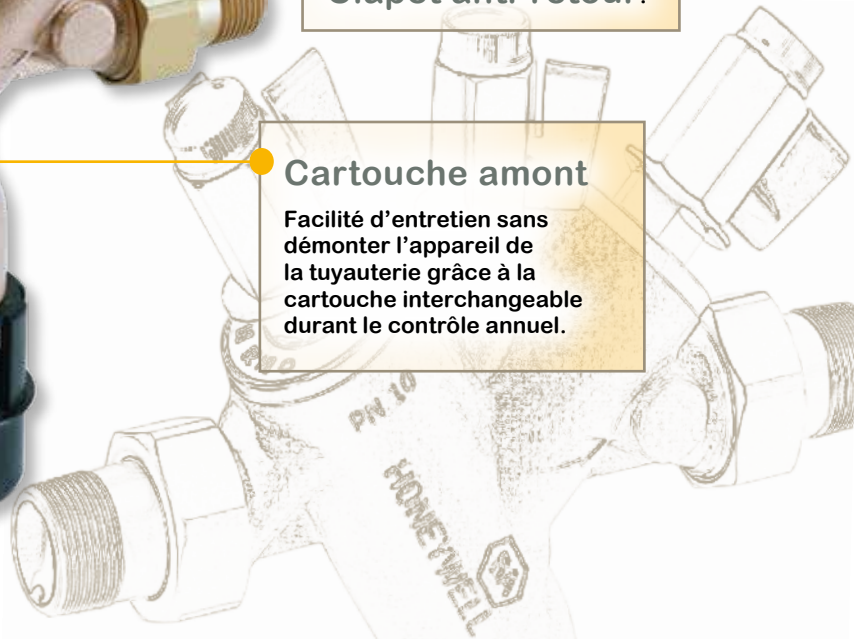 Clapet anti-retour.
Cartouche amont
Facilité d’entretien sans
démonter l’appareil de
la tuyauterie grâce à la
cartouche interchangeable
durant le contrôle annuel.
PN 10
HONEYWELL